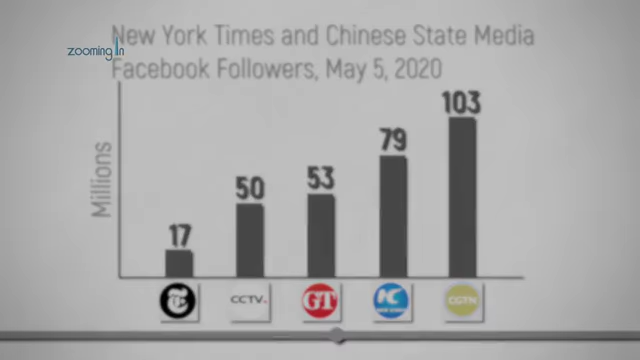 New York Times and Chinese State Media
zooming In
Facebook Followers, May 5, 2020
Millions
17
50
53
79
103
CCTV.
GT
CGTN